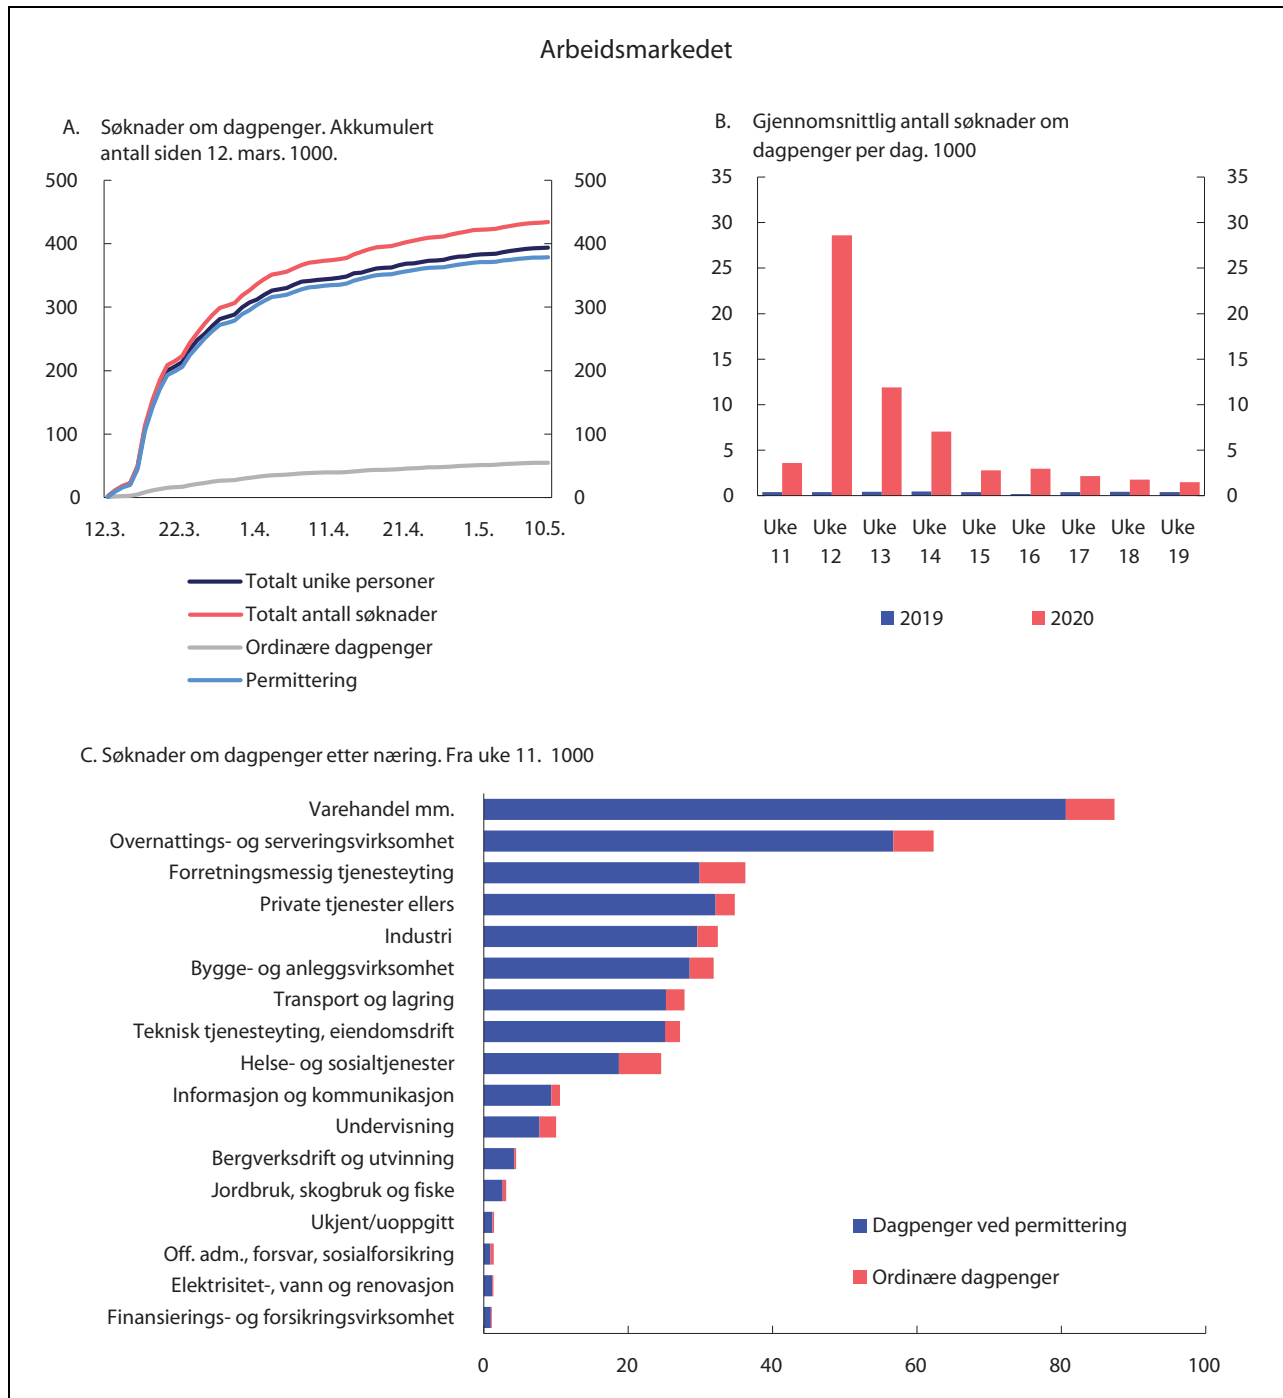 Arbeidsmarkedet
A. Søknader om dagpenger. Akkumulert
antall siden 12. mars. 1000.
500 500
400 400
300 300
200 200
100 100
0 0
12.3. 22.3. 1.4. 11.4. 21.4. 1.5. 10.5.
Totalt unike personer
Totalt antall søknader
Ordinære dagpenger
Permittering
B. Gjennomsnittlig antall søknader om
dagpenger per dag. 1000
35 35
30 30
25 25
20 20
15 15
10 10
5 5
0 0
Uke Uke Uke Uke Uke Uke Uke Uke Uke
11 12 13 14 15 16 17 18 19
2019 2020
C. Søknader om dagpenger etter næring. Fra uke 11. 1000
Varehandel mm.
Overnattings- og serveringsvirksomhet
Forretningsmessig tjenesteyting
Private tjenester ellers
Industri
Bygge- og anleggsvirksomhet
Transport og lagring
Teknisk tjenesteyting, eiendomsdrift
Helse- og sosialtjenester
Informasjon og kommunikasjon
Undervisning
Bergverksdrift og utvinning
Jordbruk, skogbruk og fiske
Ukjent/uoppgitt
Off. adm., forsvar, sosialforsikring
Elektrisitet-, vann og renovasjon
Finansierings- og forsikringsvirksomhet
Dagpenger ved permittering
Ordinære dagpenger
0 20 40 60 80 100